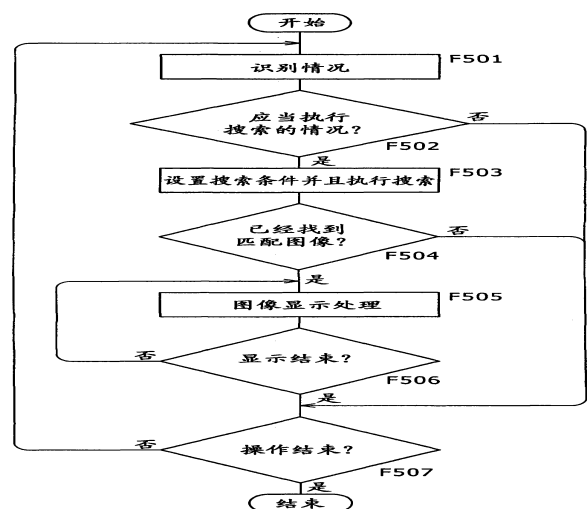 开始
识别情况
F501
应当执行
搜索的情况?
否
F502
是
设置搜索条件并且执行搜索
F503
已经找到
匹配图像?
否
F504
是
图像显示处理
F505
否
显示结束?
F506
是
否
操作结束?
F507
是
结束